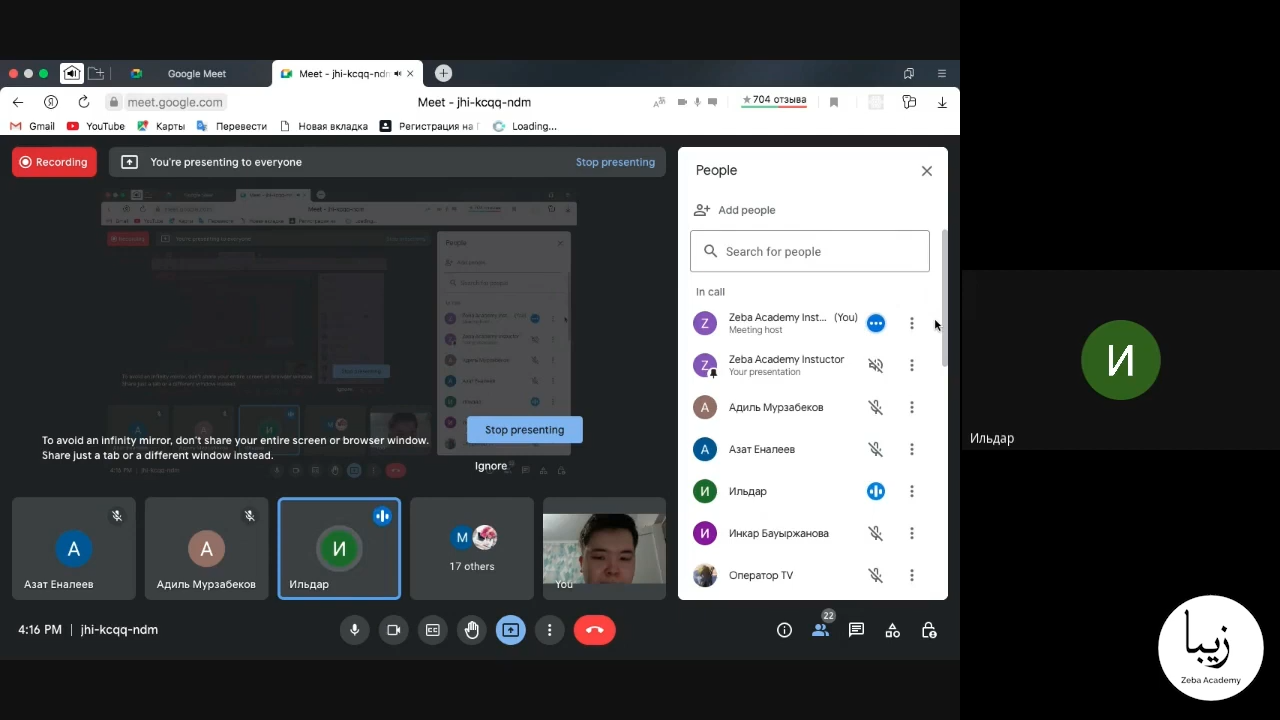 Google Meet
Meet - jhi-kcqq-ndm
meet.google.com
Meet - jhi-kcqq-ndm
704 отзыва
Gmail
YouTube
Карты
Перевести
Новая вкладка
Регистрация на
Loading...
Recording
You're presenting to everyone
Stop presenting
To avoid an infinity mirror, don't share your entire screen or browser window.
Share just a tab or a different window instead.
Stop presenting
Ignore
А
Азат Еналеев
А
Адиль Мурзабеков
И
Ильдар
M
17 others
You
4:16 PM | jhi-kcqq-ndm
People
Add people
Search for people
In call
Z
Zeba Academy Inst... (You)
Meeting host
Z
Zeba Academy Instuctor
Your presentation
А
Адиль Мурзабеков
А
Азат Еналеев
И
Ильдар
И
Инкар Бауыржанова
Оператор TV
22
И
Ильдар
زيبا
Zeba Academy